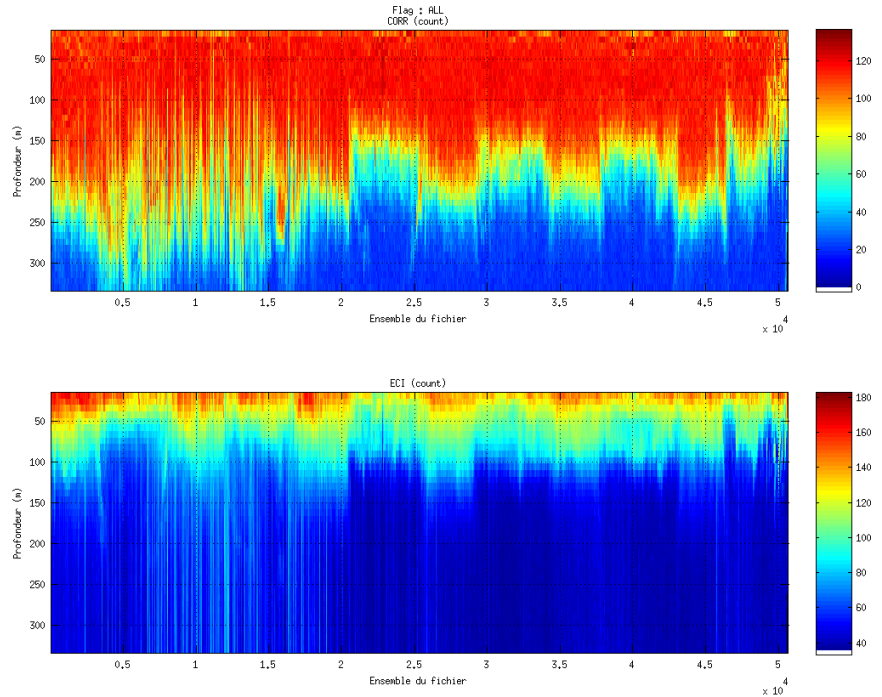 Flag : ALL
CORR (count)
50
100
150
200
250
300
Profondeur (m)
0.5 1 1.5 2 2.5 3 3.5 4 4.5 5
x 10
4
Ensemble du fichier
120
100
80
60
40
20
0
ECI (count)
50
100
150
200
250
300
Profondeur (m)
0.5 1 1.5 2 2.5 3 3.5 4 4.5 5
x 10
4
Ensemble du fichier
180
160
140
120
100
80
60
40